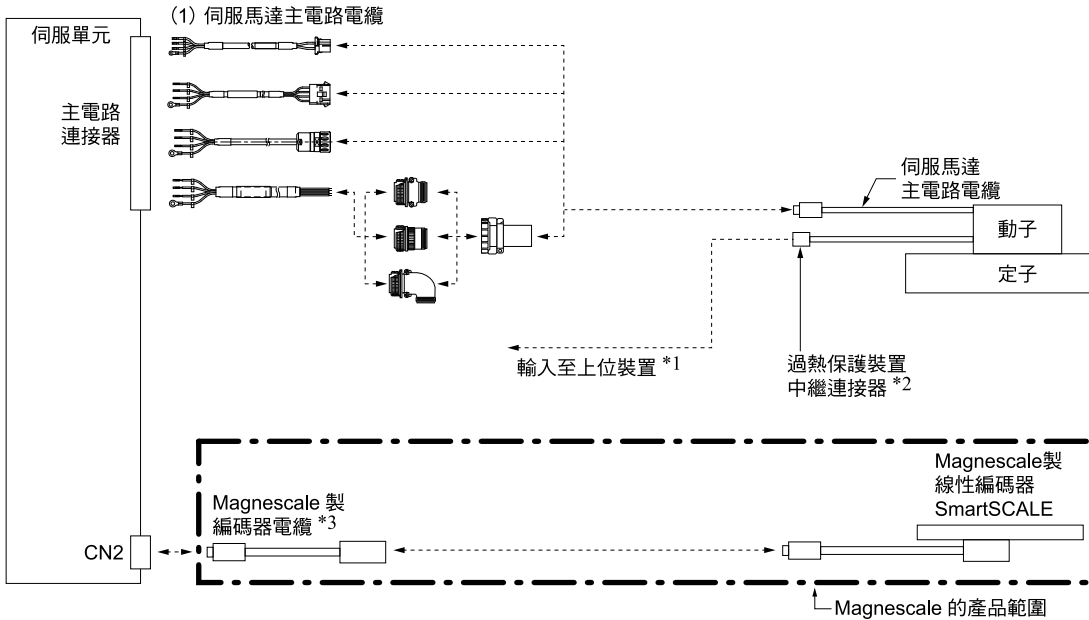 (1) 伺服馬達主電路電纜
伺服單元
主電路
連接器
伺服馬達
主電路電纜
動子
定子
輸入至上位裝置 *1
過熱保護裝置
中繼連接器 *2
Magnescale製
線性編碼器
SmartSCALE
Magnescale 製
編碼器電纜 *3
CN2
Magnescale 的產品範圍